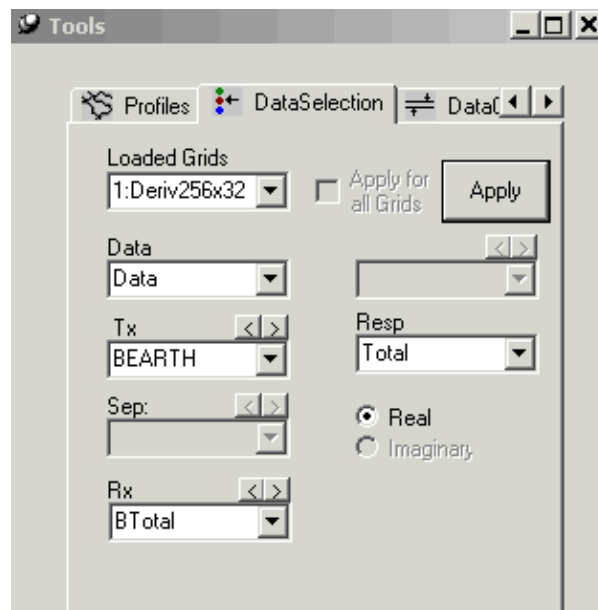 Tools
Profiles DataSelection
Loaded Grids
1:Deriv256x32
Apply for
all Grids
Apply
Data
Data
Tx < >
BEARTH
Resp
Total
Sep: < >
Real
Imaginary
Rx < >
BTotal